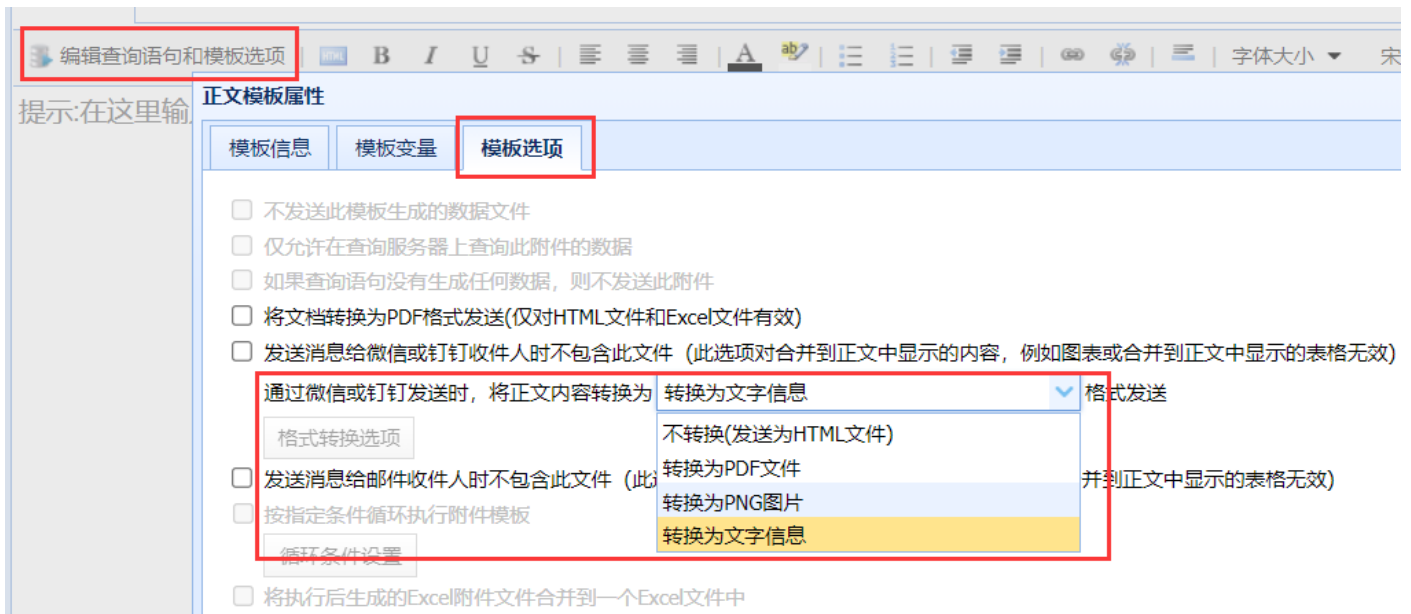 编辑查询语句和模板选项 HTML B I U S A ab 字体大小
提示:在这里输
正文模板属性
模板信息 模板变量 模板选项
不发送此模板生成的数据文件
仅允许在查询服务器上查询此附件的数据
如果查询语句没有生成任何数据，则不发送此附件
将文档转换为PDF格式发送(仅对HTML文件和Excel文件有效)
发送消息给微信或钉钉收件人时不包含此文件（此选项对合并到正文中显示的内容，例如图表或合并到正文中显示的表格无效)
通过微信或钉钉发送时，将正文内容转换为 转换为文字信息 格式发送
格式转换选项
不转换(发送为HTML文件)
转换为PDF文件
发送消息给邮件收件人时不包含此文件（此 并到正文中显示的表格无效)
转换为PNG图片
按指定条件循环执行附件模板
转换为文字信息
循环条件设置
将执行后生成的Excel附件文件合并到一个Excel文件中